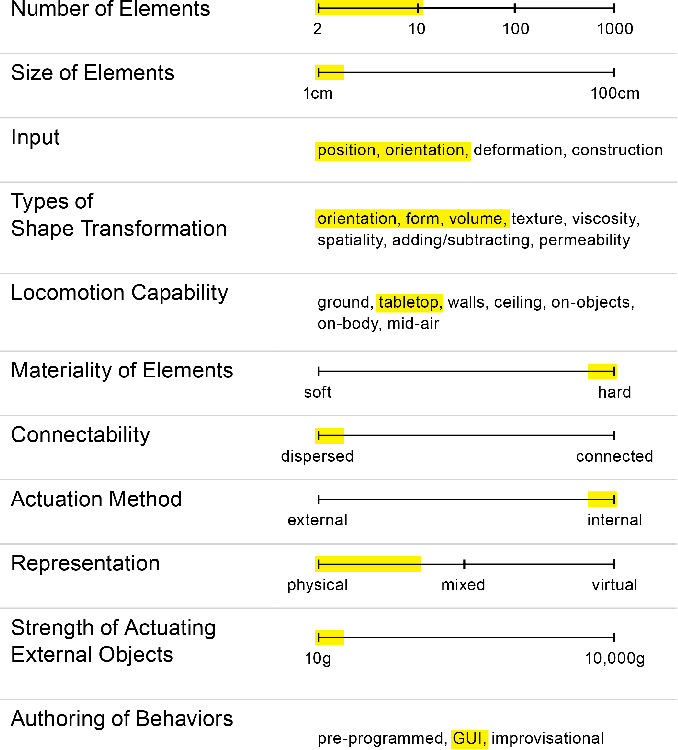 Number of Elements
2 10 100 1000
Size of Elements
1cm 100cm
Input
position, orientation, deformation, construction
Types of
Shape Transformation
orientation, form, volume, texture, viscosity,
spatiality, adding/subtracting, permeability
Locomotion Capability
ground, tabletop, walls, ceiling, on-objects,
on-body, mid-air
Materiality of Elements
soft hard
Connectability
dispersed connected
Actuation Method
external internal
Representation
physical mixed virtual
Strength of Actuating
External Objects
10g 10,000g
Authoring of Behaviors
pre-programmed, GUI, improvisational